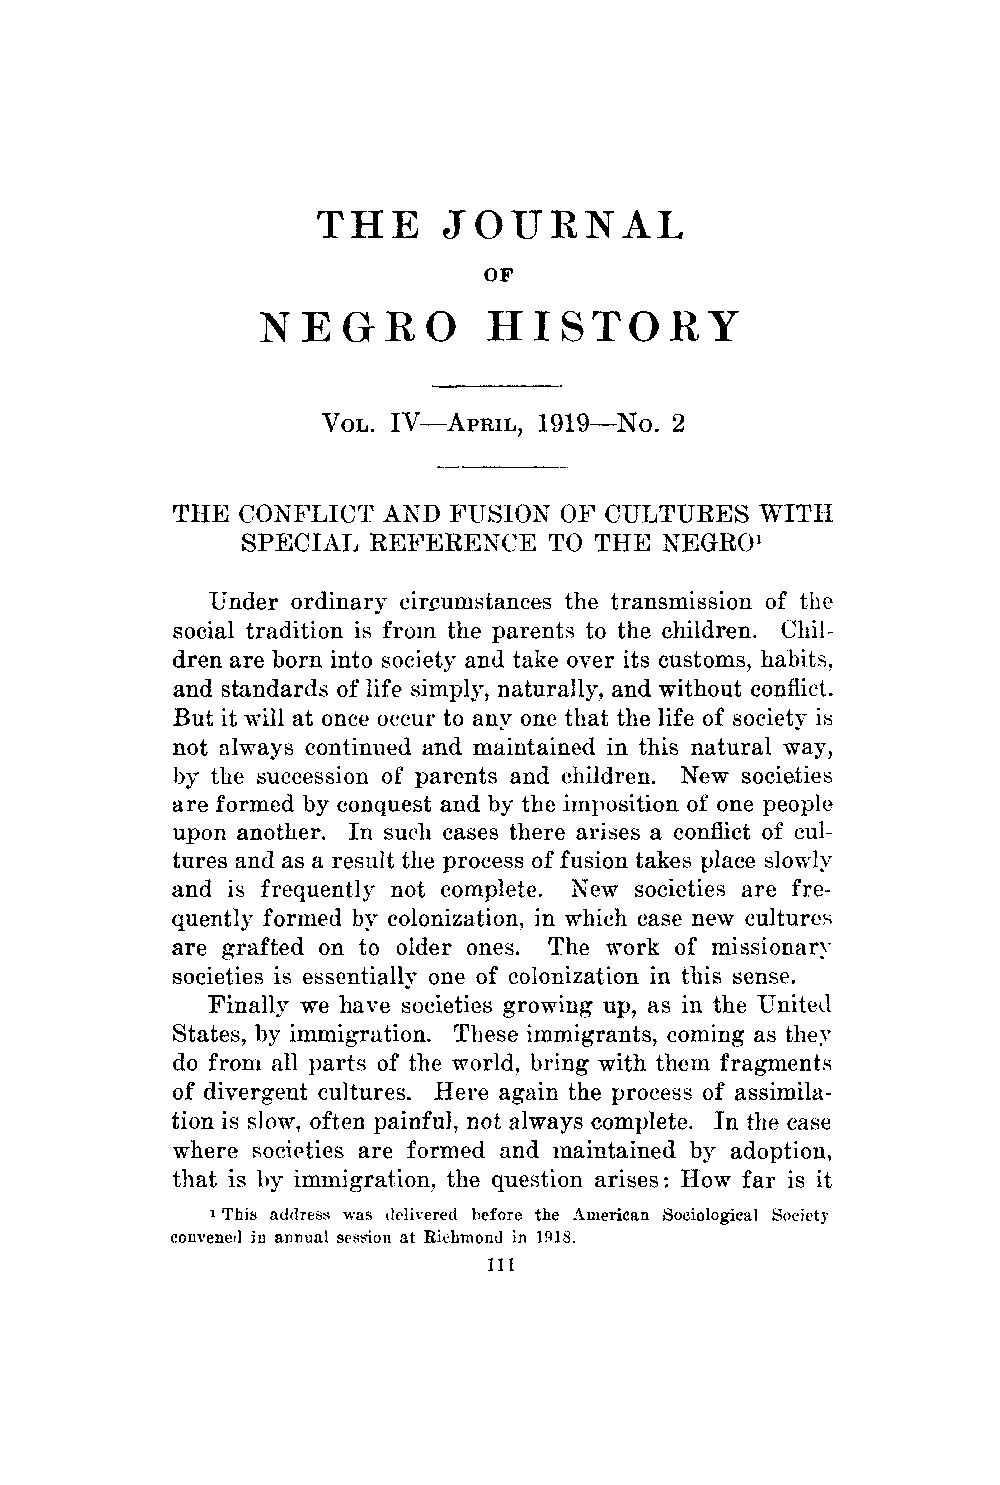 THE JOURNAL
OF
NEGRO HISTORY
VOL. IV—APRIL, 1919—NO. 2
THE CONFLICT AND FUSION OF CULTURES WITH
SPECIAL REFERENCE TO THE NEGRO¹
Under ordinary circumstances the transmission of the
social tradition is from the parents to the children. Chil-
dren are born into society and take over its customs, habits,
and standards of life simply, naturally, and without conflict.
But it will at once occur to any one that the life of society is
not always continued and maintained in this natural way,
by the succession of parents and children. New societies
are formed by conquest and by the imposition of one people
upon another. In such cases there arises a conflict of cul-
tures and as a result the process of fusion takes place slowly
and is frequently not complete. New societies are fre-
quently formed by colonization, in which case new cultures
are grafted on to older ones. The work of missionary
societies is essentially one of colonization in this sense.
Finally we have societies growing up, as in the United
States, by immigration. These immigrants, coming as they
do from all parts of the world, bring with them fragments
of divergent cultures. Here again the process of assimila-
tion is slow, often painful, not always complete. In the case
where societies are formed and maintained by adoption,
that is by immigration, the question arises: How far is it
¹ This address was delivered before the American Sociological Society
convened in annual session at Richmond in 1918.
111